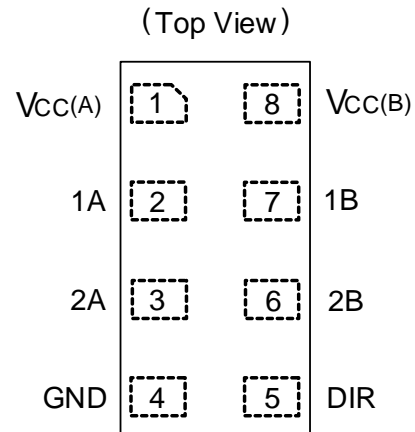 (Top View)
VCC(A) 1 8 VCC(B)
1A 2 7 1B
2A 3 6 2B
GND 4 5 DIR